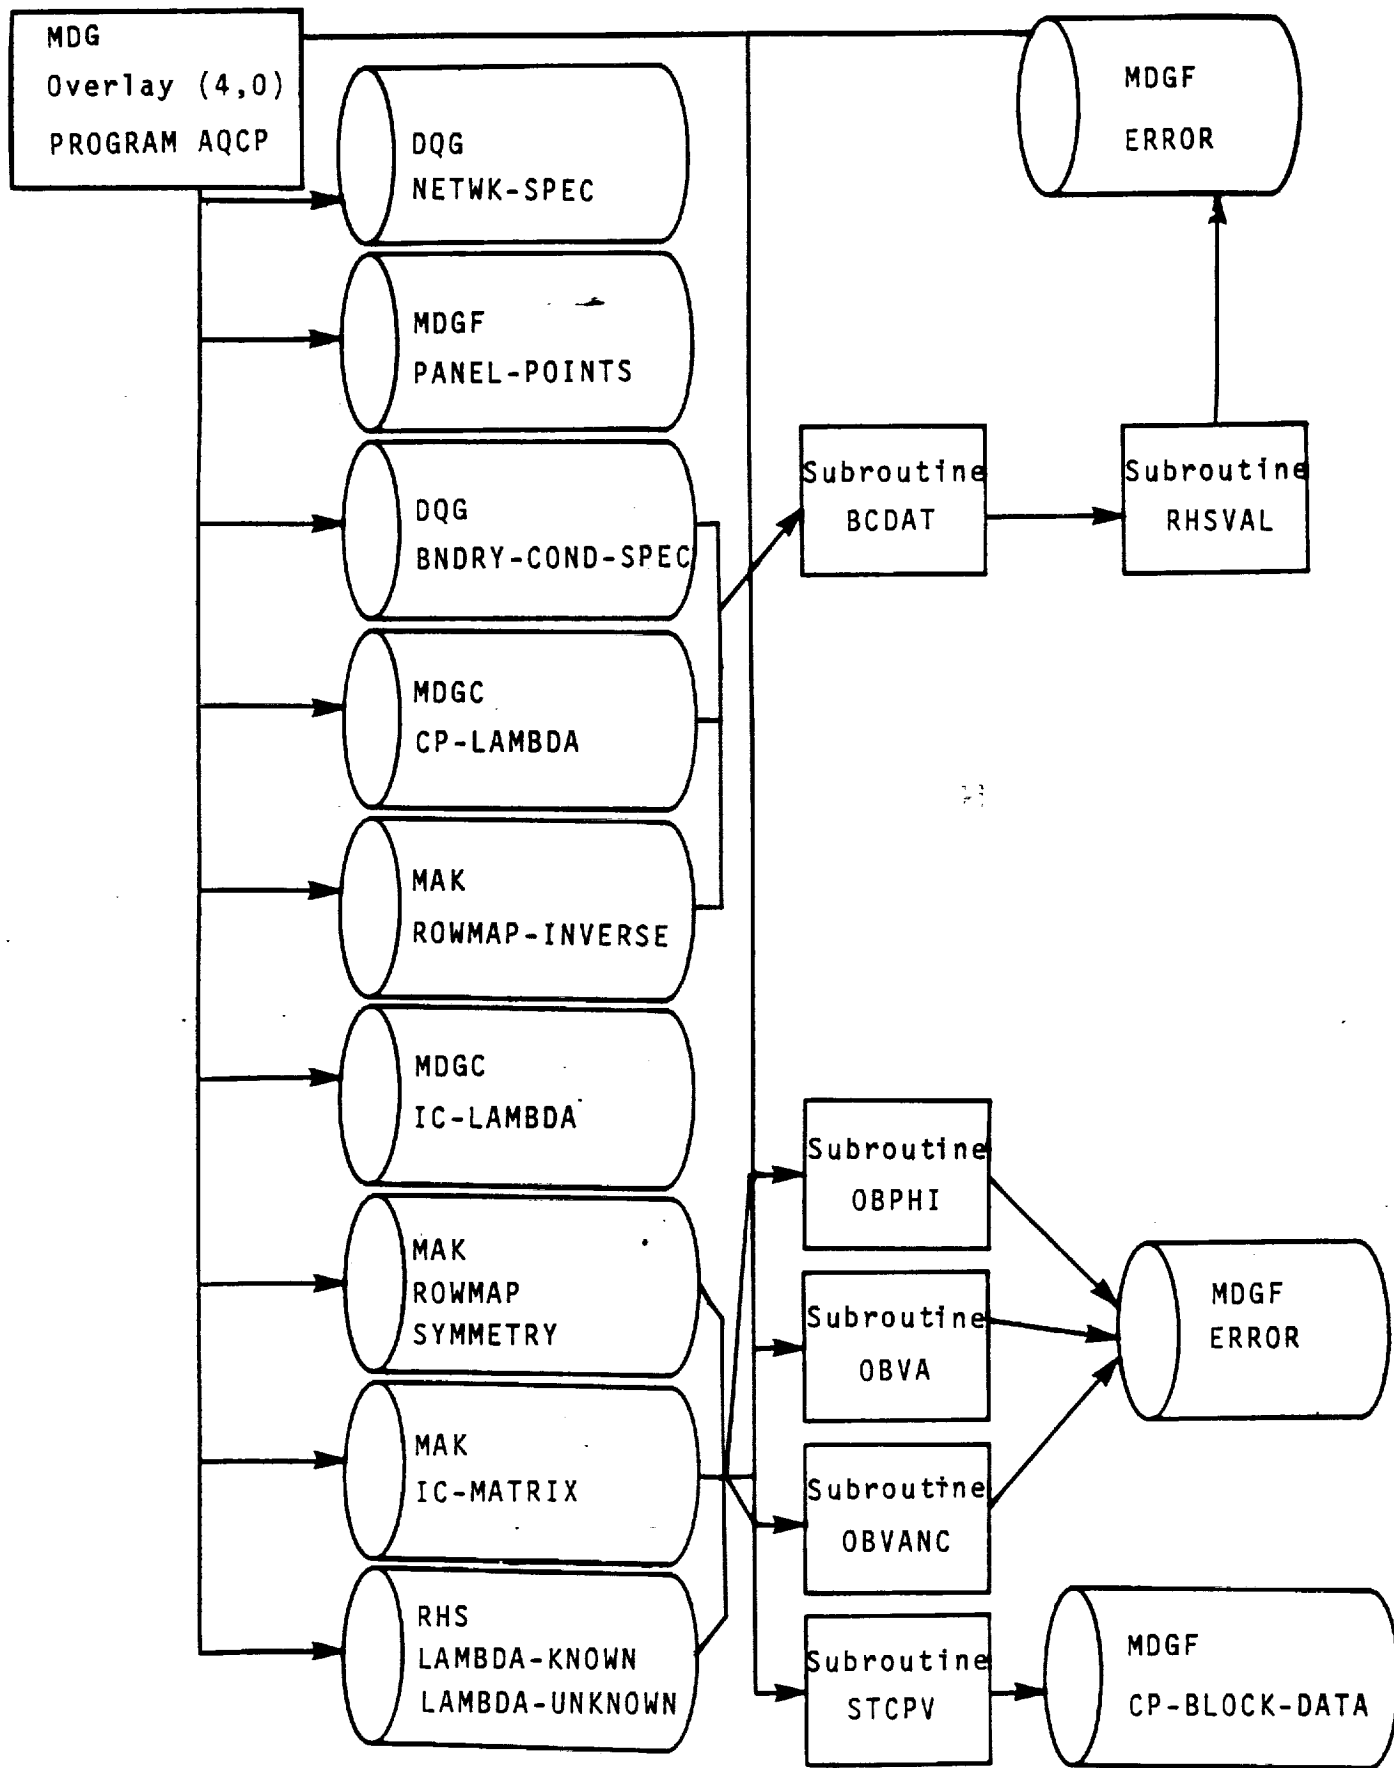 MDG
Overlay (4,0)
PROGRAM AQCP
MDGF
ERROR
DQG
NETWK-SPEC
MDGF
PANEL-POINTS
DQG
BNDRY-COND-SPEC
Subroutine
BCDAT
Subroutine
RHSVAL
MDGC
CP-LAMBDA
MAK
ROWMAP-INVERSE
MDGC
IC-LAMBDA
Subroutine
OBPHI
MAK
ROWMAP
SYMMETRY
Subroutine
OBVA
MDGF
ERROR
MAK
IC-MATRIX
Subroutine
OBVANC
RHS
LAMBDA-KNOWN
LAMBDA-UNKNOWN
Subroutine
STCPV
MDGF
CP-BLOCK-DATA